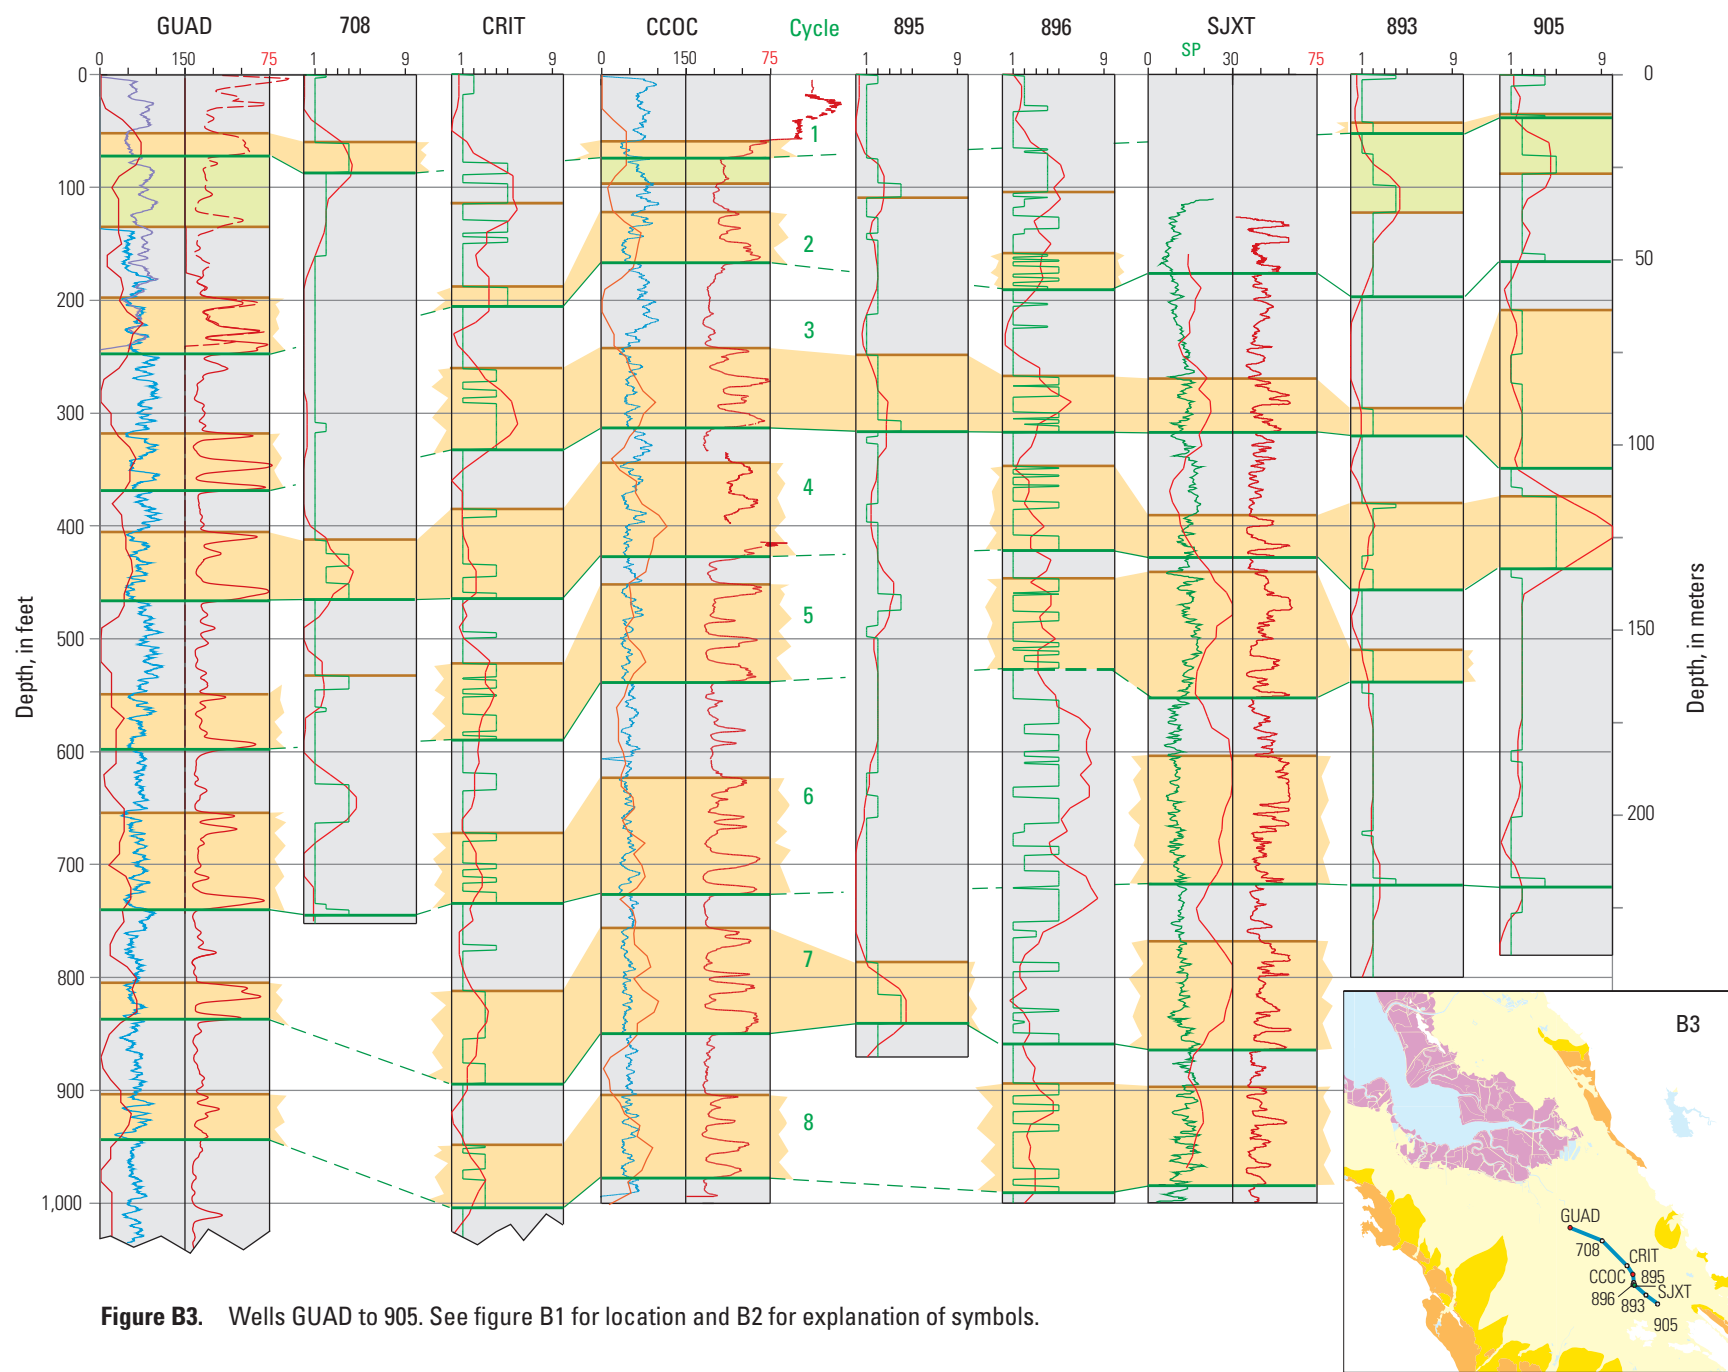 GUAD 708 CRIT CCOC Cycle 895 896 SJXT 893 905
SP
0 150 75 1 9 1 9 0 150 75 1 9 1 9 0 30 75 1 9 1 9
0 0
1
100
2
50
200
3
300
100
4
400
5
500
150
600
6
200
700
7
800
900
8
1,000
Depth, in feet
Depth, in meters
B3
GUAD
708
CRIT
CCOC 895
896 SJXT
893
905
Figure B3. Wells GUAD to 905. See figure B1 for location and B2 for explanation of symbols.